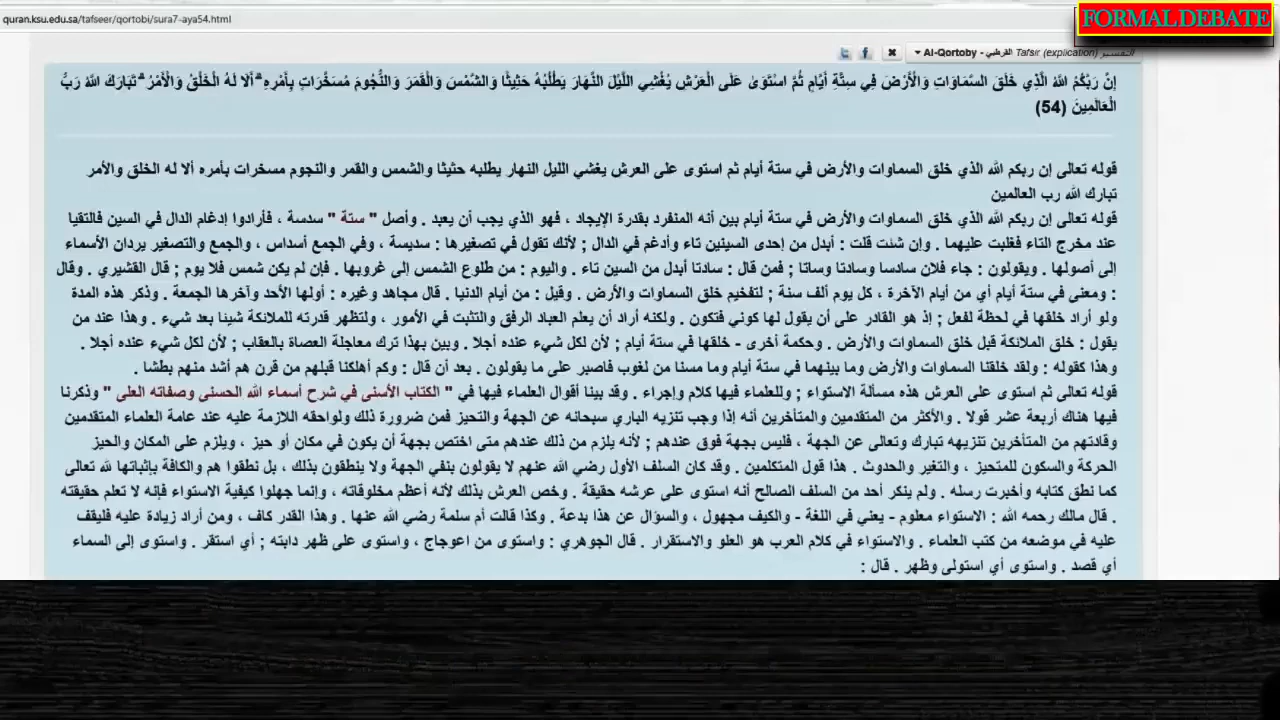 quran.ksu.edu.sa/tafseer/qortobi/sura7-aya54.html
FORMAL DEBATE
Al-Qortoby - القرطبي Tafsir (explication) التفسير
إِنَّ رَبَّكُمُ اللَّهُ الَّذِي خَلَقَ السَّمَاوَاتِ وَالْأَرْضَ فِي سِتَّةِ أَيَّامٍ ثُمَّ اسْتَوَىٰ عَلَى الْعَرْشِ يُغْشِي اللَّيْلَ النَّهَارَ يَطْلُبُهُ حَثِيثًا وَالشَّمْسَ وَالْقَمَرَ وَالنُّجُومَ مُسَخَّرَاتٍ بِأَمْرِهِ ۗ أَلَا لَهُ الْخَلْقُ وَالْأَمْرُ ۗ تَبَارَكَ اللَّهُ رَبُّ
الْعَالَمِينَ (54)
قوله تعالى إن ربكم الله الذي خلق السماوات والأرض في ستة أيام ثم استوى على العرش يغشي الليل النهار يطلبه حثيثا والشمس والقمر والنجوم مسخرات بأمره ألا له الخلق والأمر
تبارك الله رب العالمين
قوله تعالى إن ربكم الله الذي خلق السماوات والأرض في ستة أيام بين أنه المنفرد بقدرة الإيجاد ، فهو الذي يجب أن يعبد . وأصل " ستة " سدسة ، فأرادوا إدغام الدال في السين فالتقيا
عند مخرج التاء فغلبت عليهما . وإن شئت قلت : أبدل من إحدى السينين تاء وأدغم في الدال ; لأنك تقول في تصغيرها : سديسة ، وفي الجمع أسداس ، والجمع والتصغير يردان الأسماء
إلى أصولها . ويقولون : جاء فلان سادسا وسادتا وساتا ; فمن قال : سادتا أبدل من السين تاء . واليوم : من طلوع الشمس إلى غروبها . فإن لم يكن شمس فلا يوم ; قال القشيري . وقال
: ومعنى في ستة أيام أي من أيام الآخرة ، كل يوم ألف سنة ; لتفخيم خلق السماوات والأرض . وقيل : من أيام الدنيا . قال مجاهد وغيره : أولها الأحد وآخرها الجمعة . وذكر هذه المدة
ولو أراد خلقها في لحظة لفعل ; إذ هو القادر على أن يقول لها كوني فتكون . ولكنه أراد أن يعلم العباد الرفق والتثبت في الأمور ، ولتظهر قدرته للملائكة شيئا بعد شيء . وهذا عند من
يقول : خلق الملائكة قبل خلق السماوات والأرض . وحكمة أخرى - خلقها في ستة أيام ; لأن لكل شيء عنده أجلا . وبين بهذا ترك معاجلة العصاة بالعقاب ; لأن لكل شيء عنده أجلا .
وهذا كقوله : ولقد خلقنا السماوات والأرض وما بينهما في ستة أيام وما مسنا من لغوب فاصبر على ما يقولون . بعد أن قال : وكم أهلكنا قبلهم من قرن هم أشد منهم بطشا .
قوله تعالى ثم استوى على العرش هذه مسألة الاستواء ; وللعلماء فيها كلام وإجراء . وقد بينا أقوال العلماء فيها في " الكتاب الأسنى في شرح أسماء الله الحسنى وصفاته العلى " وذكرنا
فيها هناك أربعة عشر قولا . والأكثر من المتقدمين والمتأخرين أنه إذا وجب تنزيه الباري سبحانه عن الجهة والتحيز فمن ضرورة ذلك ولواحقه اللازمة عليه عند عامة العلماء المتقدمين
وقادتهم من المتأخرين تنزيهه تبارك وتعالى عن الجهة ، فليس بجهة فوق عندهم ; لأنه يلزم من ذلك عندهم متى اختص بجهة أن يكون في مكان أو حيز ، ويلزم على المكان والحيز
الحركة والسكون للمتحيز ، والتغير والحدوث . هذا قول المتكلمين . وقد كان السلف الأول رضي الله عنهم لا يقولون بنفي الجهة ولا ينطقون بذلك ، بل نطقوا هم والكافة بإثباتها لله تعالى
كما نطق كتابه وأخبرت رسله . ولم ينكر أحد من السلف الصالح أنه استوى على عرشه حقيقة . وخص العرش بذلك لأنه أعظم مخلوقاته ، وإنما جهلوا كيفية الاستواء فإنه لا تعلم حقيقته
. قال مالك رحمه الله : الاستواء معلوم - يعني في اللغة - والكيف مجهول ، والسؤال عن هذا بدعة . وكذا قالت أم سلمة رضي الله عنها . وهذا القدر كاف ، ومن أراد زيادة عليه فليقف
عليه في موضعه من كتب العلماء . والاستواء في كلام العرب هو العلو والاستقرار . قال الجوهري : واستوى من اعوجاج ، واستوى على ظهر دابته ; أي استقر . واستوى إلى السماء
أي قصد . واستوى أي استولى وظهر . قال :